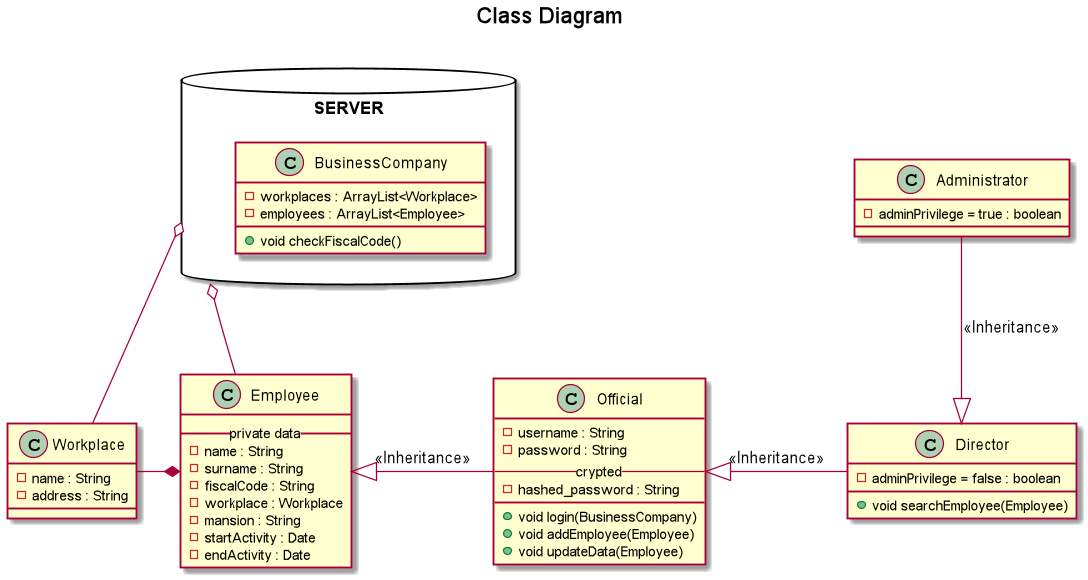 Class Diagram
SERVER
C BusinessCompany
workplaces : ArrayList<Workplace>
employees : ArrayList<Employee>
void checkFiscalCode()
C Administrator
adminPrivilege = true : boolean
«Inheritance»
C Workplace
name : String
address : String
C Employee
private data
name : String
surname : String
fiscalCode : String
workplace : Workplace
mansion : String
startActivity : Date
endActivity : Date
«Inheritance»
C Official
username : String
password : String
crypted
hashed_password : String
void login(BusinessCompany)
void addEmployee(Employee)
void updateData(Employee)
«Inheritance»
C Director
adminPrivilege = false : boolean
void searchEmployee(Employee)